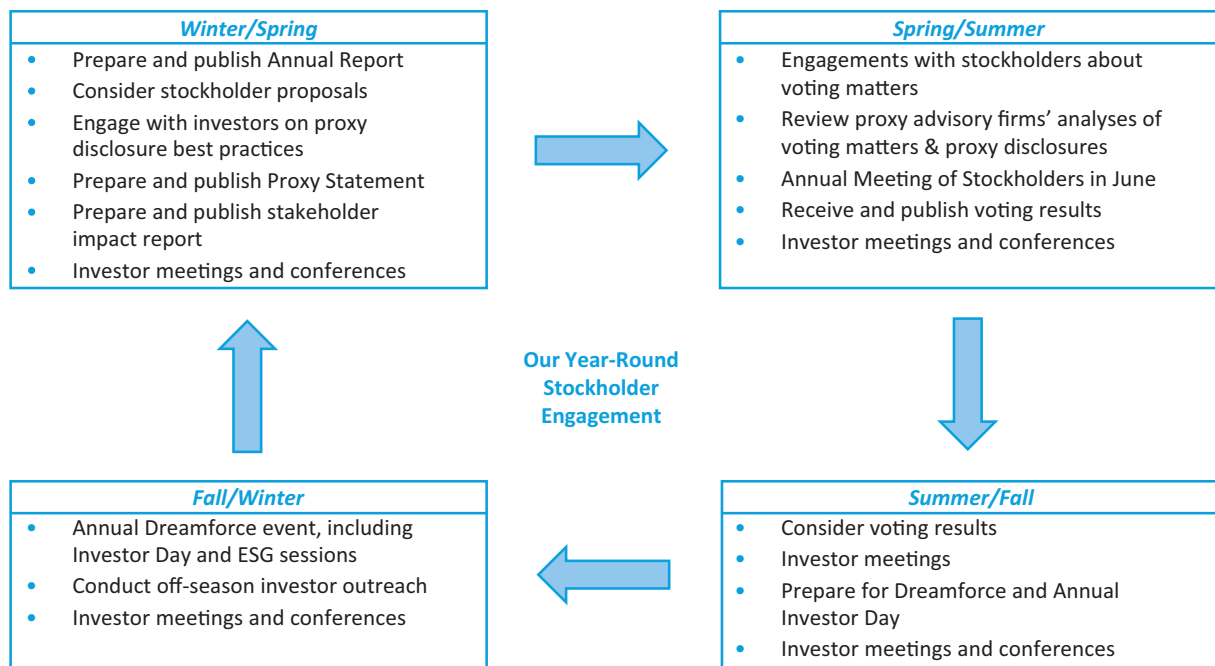 Winter/Spring
• Prepare and publish Annual Report
• Consider stockholder proposals
• Engage with investors on proxy
disclosure best practices
• Prepare and publish Proxy Statement
• Prepare and publish stakeholder
impact report
• Investor meetings and conferences
Spring/Summer
• Engagements with stockholders about
voting matters
• Review proxy advisory firms’ analyses of
voting matters & proxy disclosures
• Annual Meeting of Stockholders in June
• Receive and publish voting results
• Investor meetings and conferences
Our Year-Round
Stockholder
Engagement
Fall/Winter
• Annual Dreamforce event, including
Investor Day and ESG sessions
• Conduct off-season investor outreach
• Investor meetings and conferences
Summer/Fall
• Consider voting results
• Investor meetings
• Prepare for Dreamforce and Annual
Investor Day
• Investor meetings and conferences